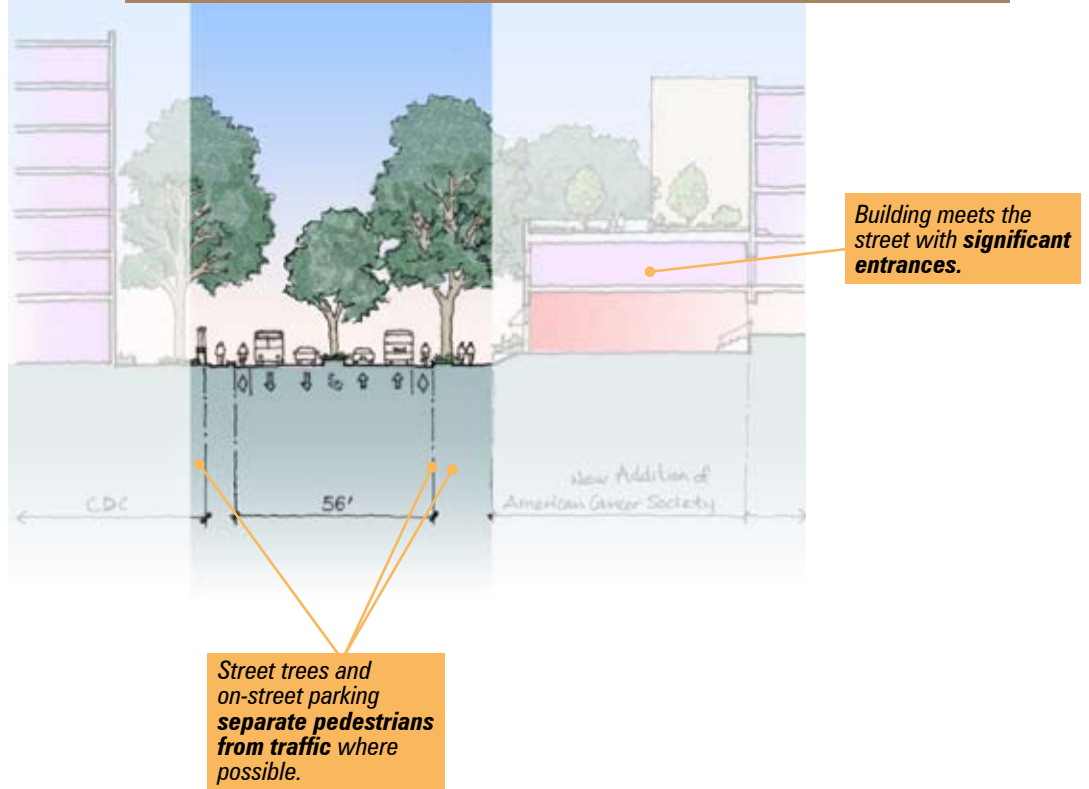 Building meets the
street with significant
entrances.
CDC
56'
New Addition of
American Cancer Society
Street trees and
on-street parking
separate pedestrians
from traffic where
possible.